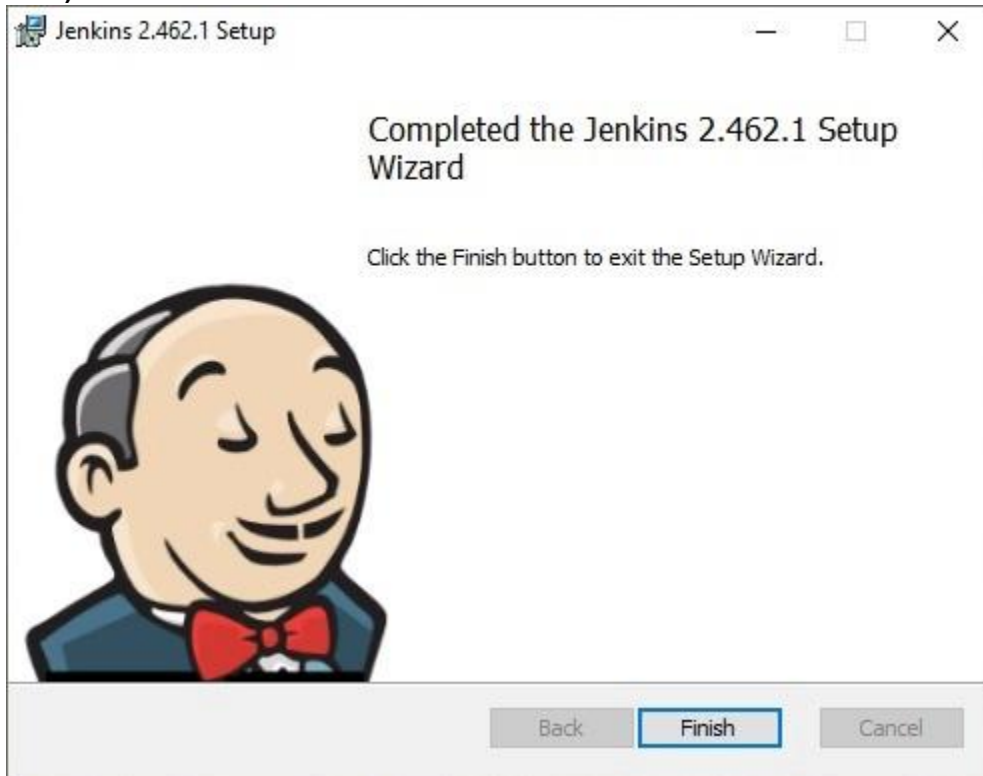 Jenkins 2.462.1 Setup
Completed the Jenkins 2.462.1 Setup
Wizard
Click the Finish button to exit the Setup Wizard.
Back Finish Cancel